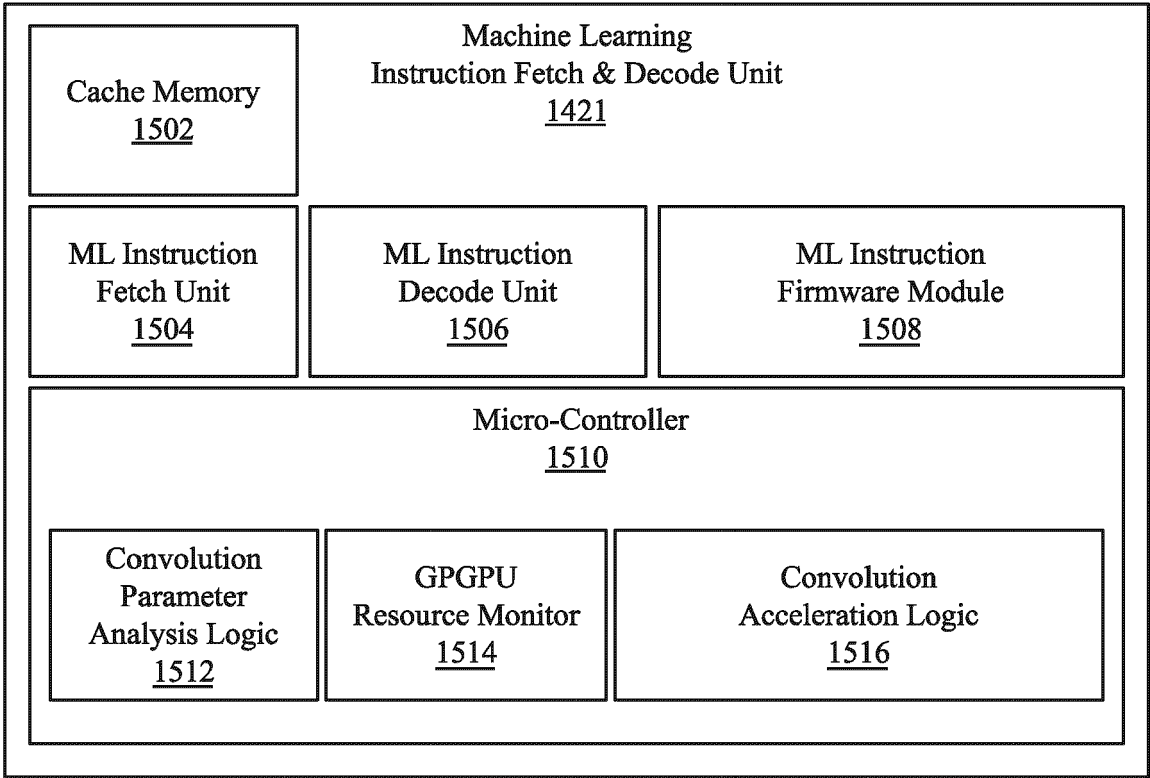 Machine Learning
Instruction Fetch & Decode Unit
1421
Cache Memory
1502
ML Instruction
Fetch Unit
1504
ML Instruction
Decode Unit
1506
ML Instruction
Firmware Module
1508
Micro-Controller
1510
Convolution
Parameter
Analysis Logic
1512
GPGPU
Resource Monitor
1514
Convolution
Acceleration Logic
1516